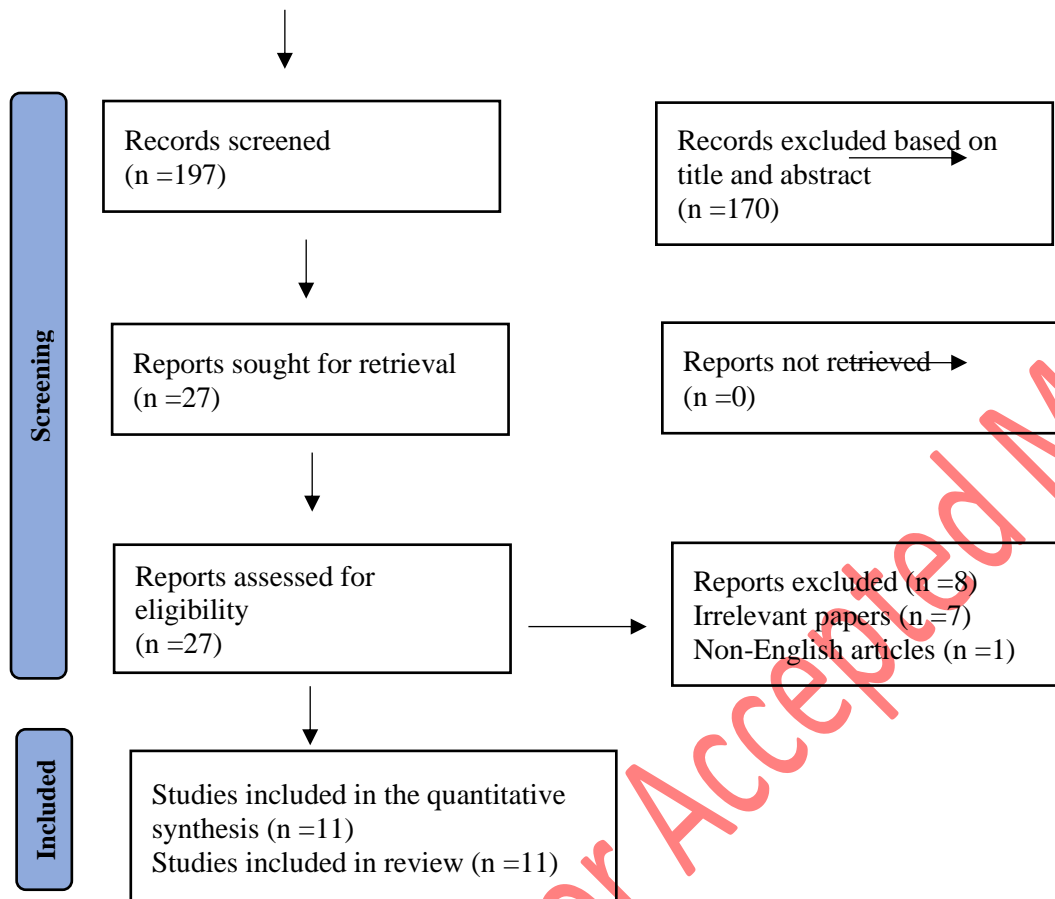 Records screened
(n =197)
Records excluded based on
title and abstract
(n =170)
Screening
Reports sought for retrieval
(n =27)
Reports not retrieved
(n =0)
Reports assessed for
eligibility
(n =27)
Reports excluded (n =8)
Irrelevant papers (n =7)
Non-English articles (n =1)
Included
Studies included in the quantitative
synthesis (n =11)
Studies included in review (n =11)
Accepted